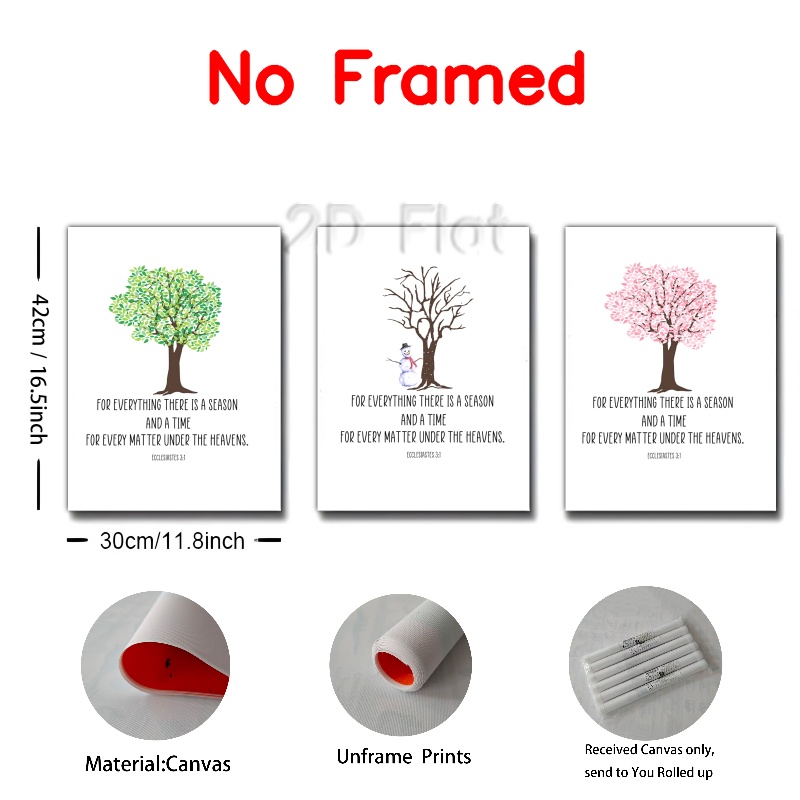 No Framed
2D Flat
42cm / 16.5inch
FOR EVERYTHING THERE IS A SEASON
AND A TIME
FOR EVERY MATTER UNDER THE HEAVENS.
ECCLESIASTES 3:1
FOR EVERYTHING THERE IS A SEASON
AND A TIME
FOR EVERY MATTER UNDER THE HEAVENS.
ECCLESIASTES 3:1
FOR EVERYTHING THERE IS A SEASON
AND A TIME
FOR EVERY MATTER UNDER THE HEAVENS.
ECCLESIASTES 3:1
30cm/11.8inch
Material:Canvas
Unframe Prints
Received Canvas only,
send to You Rolled up